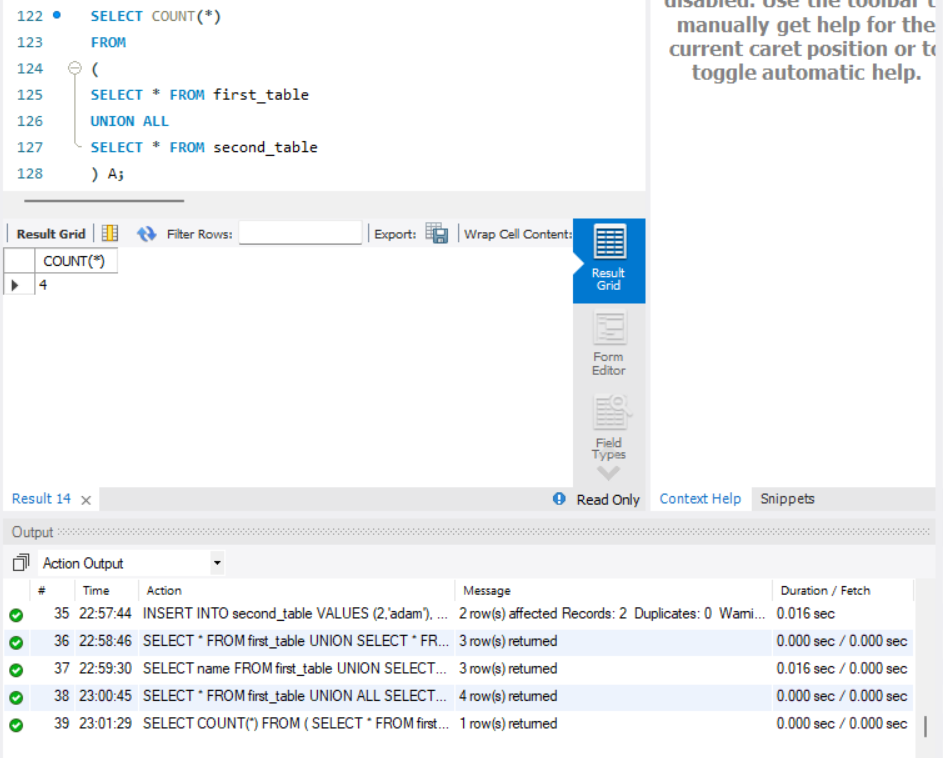 disabled. Use the toolbar t
manually get help for the
current caret position or to
toggle automatic help.
122 SELECT COUNT(*)
123 FROM
124 (
125 SELECT * FROM first_table
126 UNION ALL
127 SELECT * FROM second_table
128 ) A;
Result Grid Filter Rows: Export: Wrap Cell Content:
COUNT(*)
4
Result
Grid
Form
Editor
Field
Types
Result 14 × Read Only Context Help Snippets
Output
Action Output
# Time Action Message Duration / Fetch
35 22:57:44 INSERT INTO second_table VALUES (2,'adam'), ... 2 row(s) affected Records: 2 Duplicates: 0 Warni... 0.016 sec
36 22:58:46 SELECT * FROM first_table UNION SELECT * FR... 3 row(s) returned 0.000 sec / 0.000 sec
37 22:59:30 SELECT name FROM first_table UNION SELECT... 3 row(s) returned 0.016 sec / 0.000 sec
38 23:00:45 SELECT * FROM first_table UNION ALL SELECT... 4 row(s) returned 0.000 sec / 0.000 sec
39 23:01:29 SELECT COUNT(*) FROM ( SELECT * FROM first... 1 row(s) returned 0.000 sec / 0.000 sec